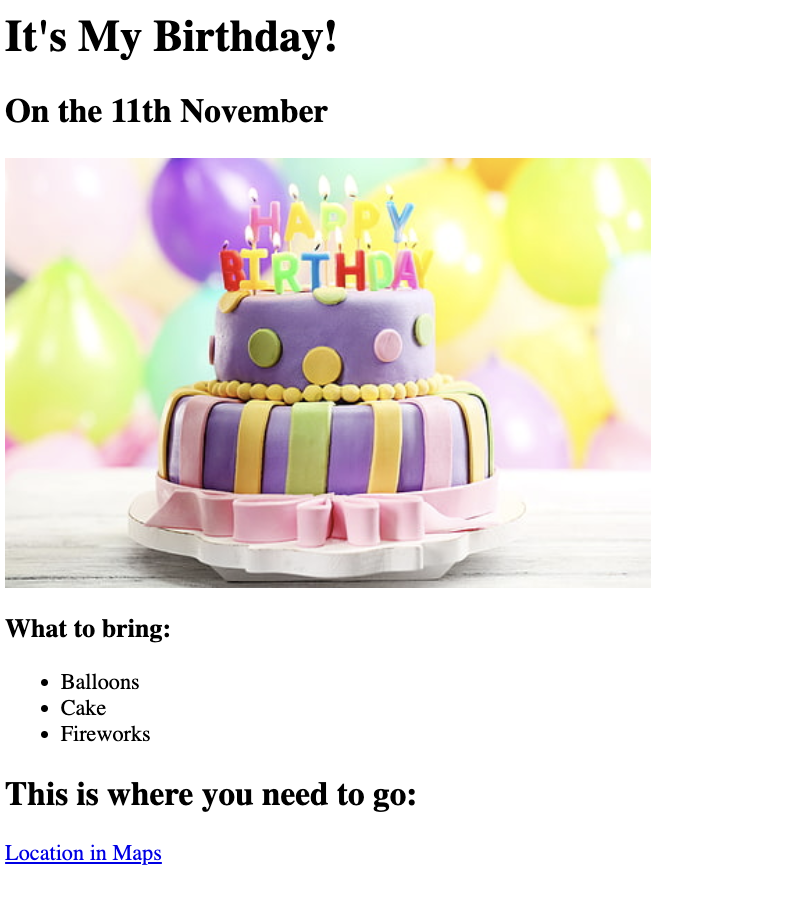 It's My Birthday!
On the 11th November
HAPPY
BIRTHDAY
What to bring:
Balloons
Cake
Fireworks
This is where you need to go:
Location in Maps